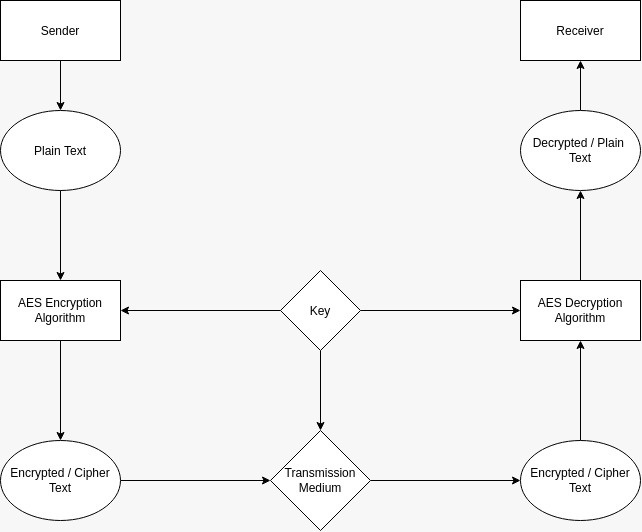 Sender
Receiver
Plain Text
Decrypted / Plain
Text
AES Encryption
Algorithm
Key
AES Decryption
Algorithm
Encrypted / Cipher
Text
Transmission
Medium
Encrypted / Cipher
Text